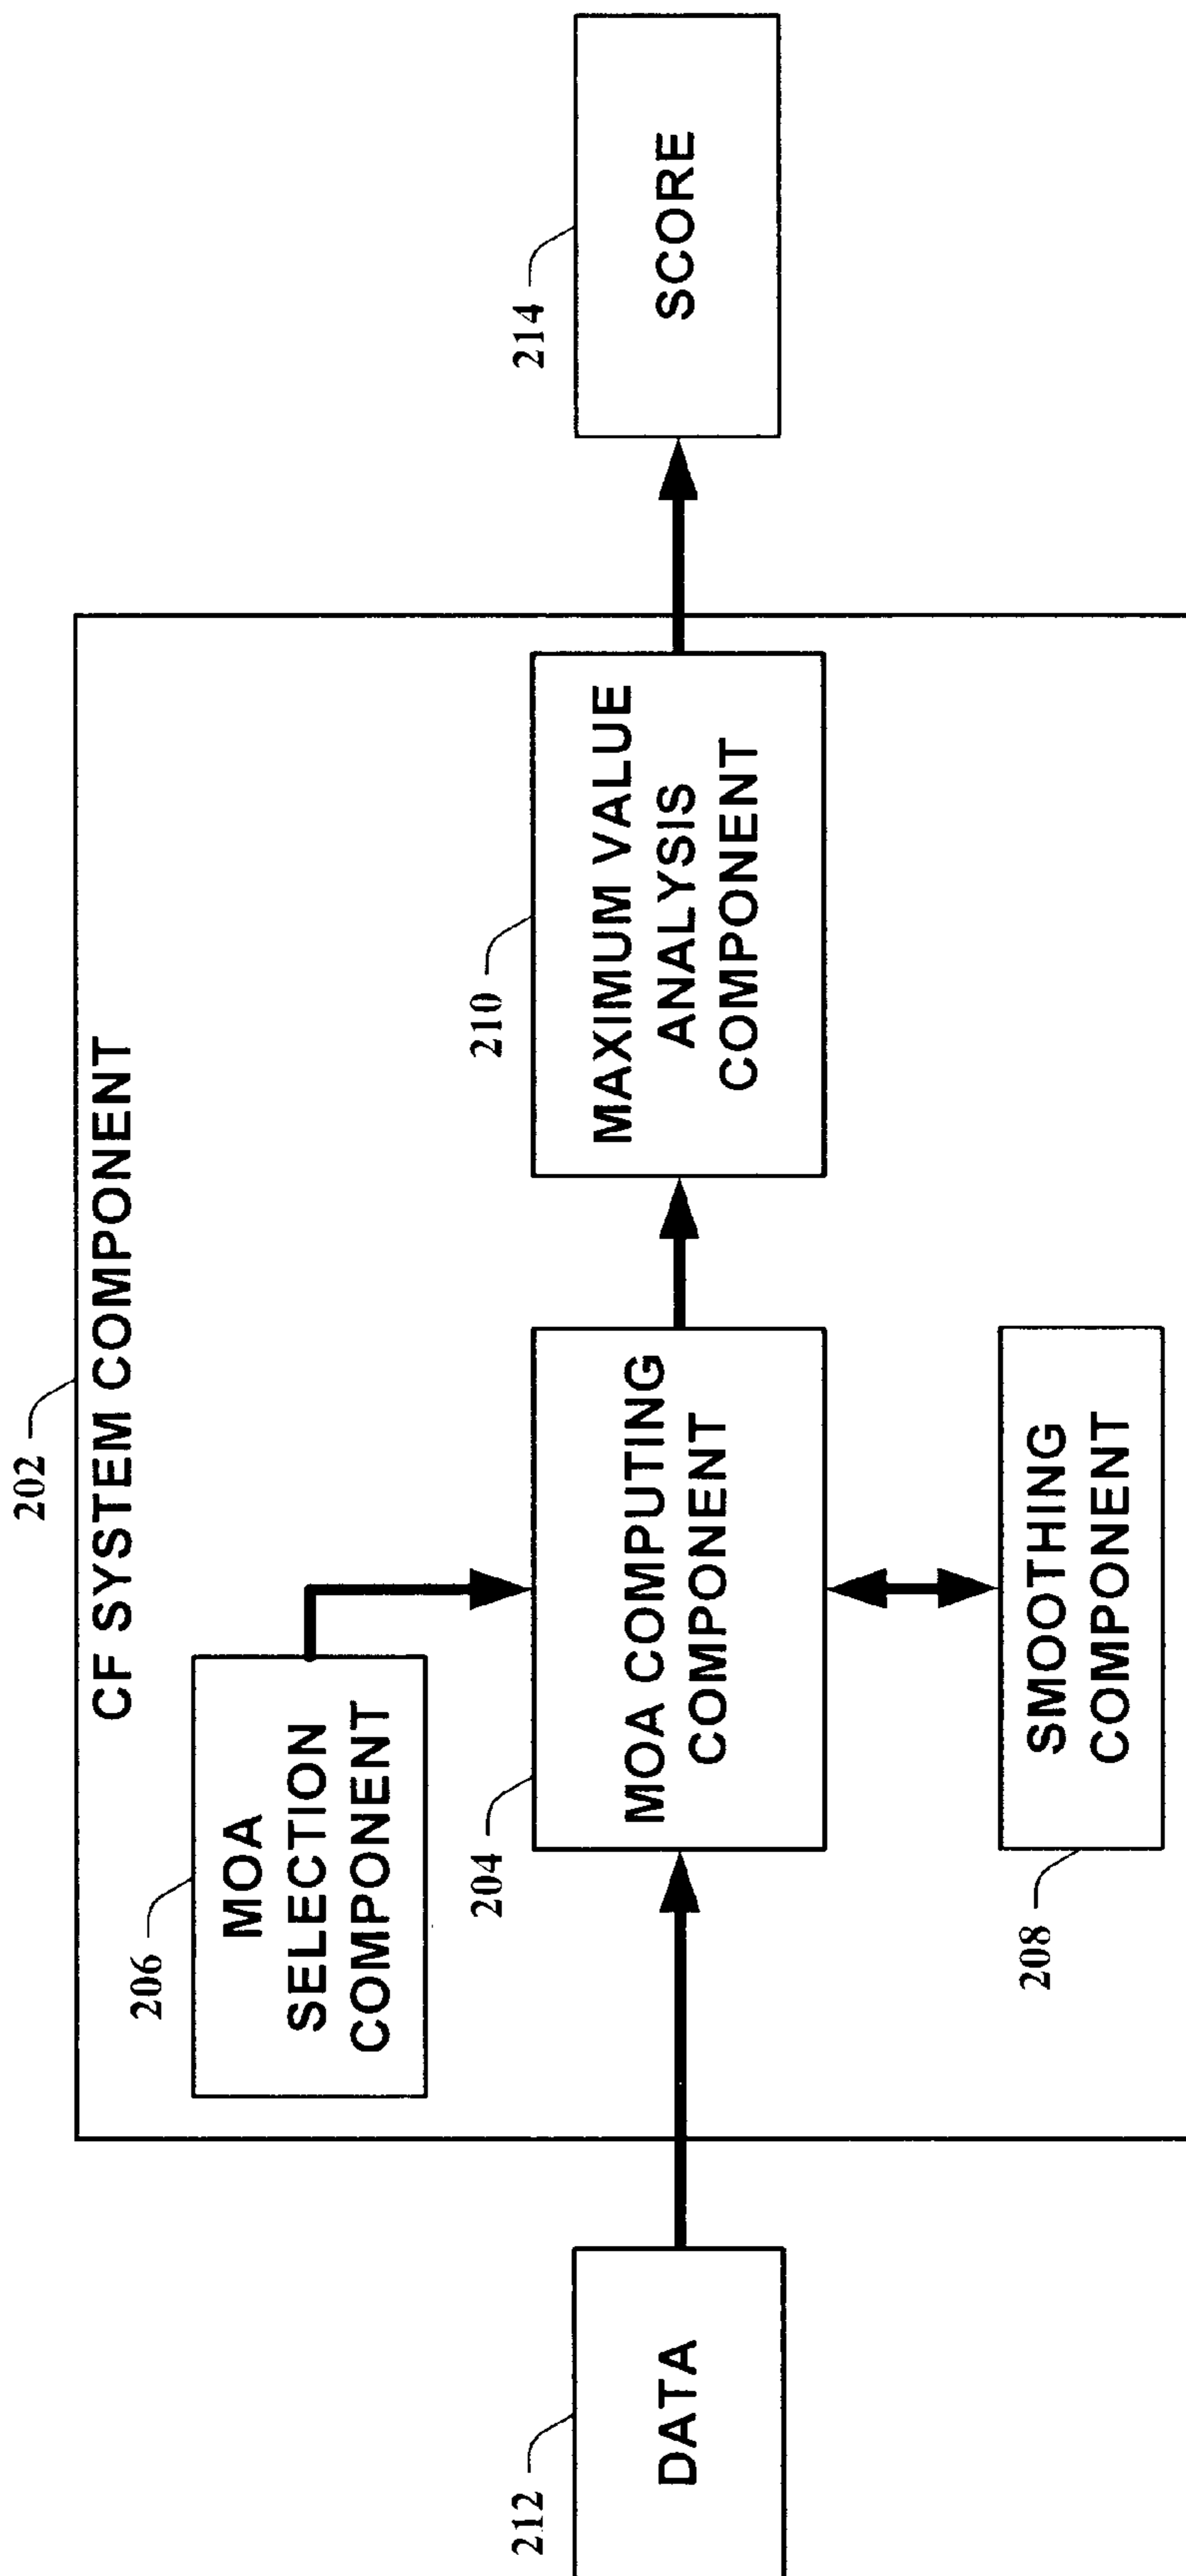 202
CF SYSTEM COMPONENT
206
MOA
SELECTION
COMPONENT
212
DATA
204
MOA COMPUTING
COMPONENT
210
MAXIMUM VALUE
ANALYSIS
COMPONENT
214
SCORE
208
SMOOTHING
COMPONENT